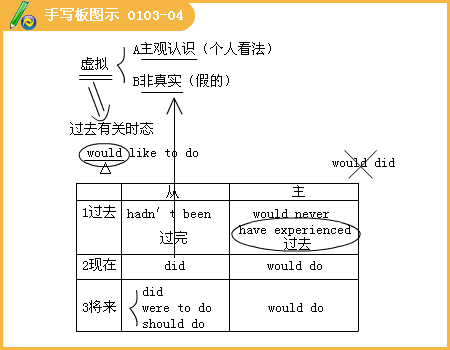 手写板图示 0103-04
A主观认识（个人看法）
虚拟
B非真实（假的）
过去有关时态
would like to do
would did
从 主
1过去 hadn't been would never
have experienced
过完 过去
2现在 did would do
did
were to do
3将来 would do
should do